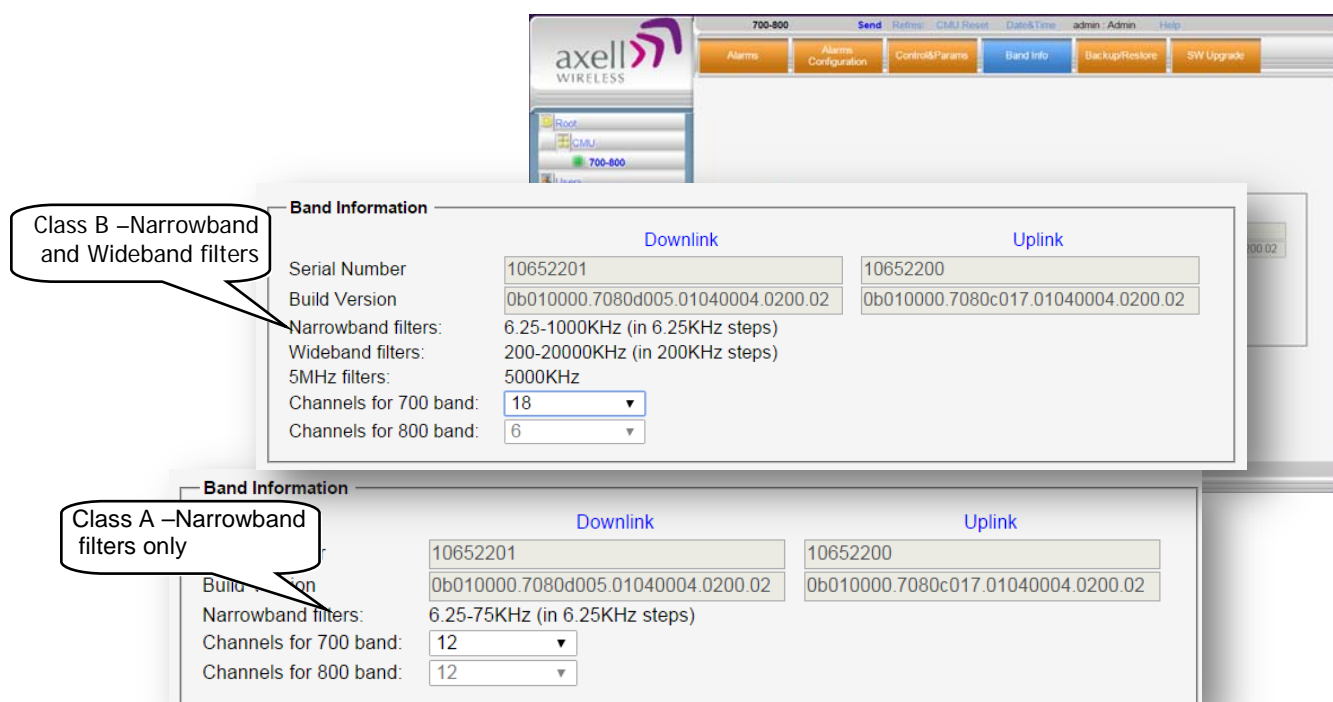 700-800 Send Refresh CMU Reset Date&Time admin : Admin Help
axell
WIRELESS
Alarms
Alarms
Configuration
Control&Params
Band Info
Backup/Restore
SW Upgrade
Root
CMU
700-800
Users
200.02
Class B –Narrowband
and Wideband filters
Band Information
Downlink Uplink
Serial Number 10652201 10652200
Build Version 0b010000.7080d005.01040004.0200.02 0b010000.7080c017.01040004.0200.02
Narrowband filters: 6.25-1000KHz (in 6.25KHz steps)
Wideband filters: 200-20000KHz (in 200KHz steps)
5MHz filters: 5000KHz
Channels for 700 band: 18
Channels for 800 band: 6
Band Information
Class A –Narrowband
filters only
Downlink Uplink
10652201 10652200
Build 0b010000.7080d005.01040004.0200.02 0b010000.7080c017.01040004.0200.02
Narrowband filters: 6.25-75KHz (in 6.25KHz steps)
Channels for 700 band: 12
Channels for 800 band: 12